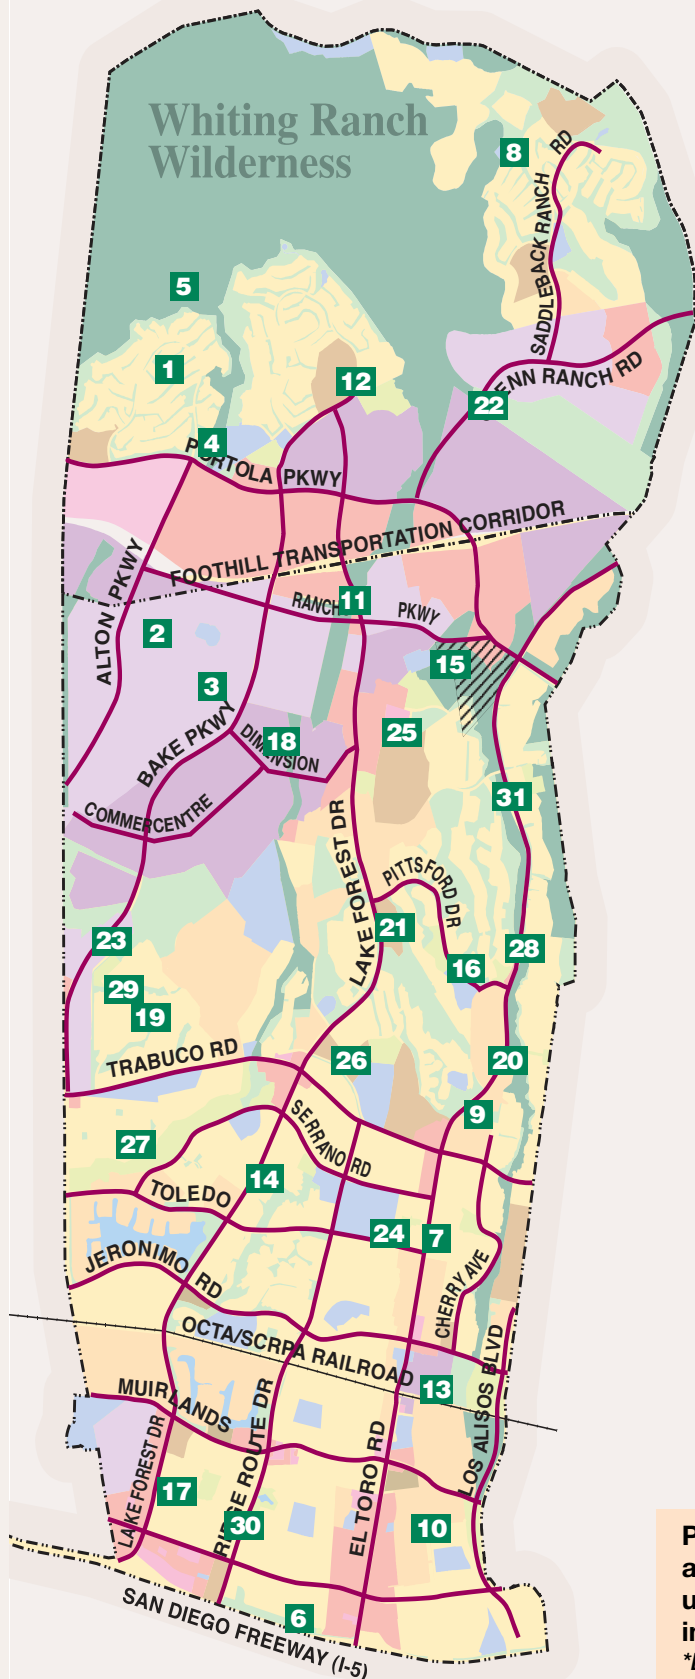 Whiting Ranch
Wilderness
8
SADDLEBACK RANCH RD
5
1
12
22
ENN RANCH RD
4
PORTOLA PKWY
FOOTHILL TRANSPORTATION CORRIDOR
ALTON PKWY
RANCH PKWY
11
2
15
3
BAKE PKWY
18
DIMENSION
25
COMMERCENTRE
31
LAKE FOREST DR
PITTSFORD DR
21
23
28
16
29
19
TRABUCO RD
26
20
SERRANO RD
9
27
14
TOLEDO
24
7
JERONIMO RD
CHERRY AVE
OCTA/SCRPA RAILROAD
13
MUIRLANDS
LOS ALISOS BLVD
LAKE FOREST DR
RIDGE ROUTE DR
EL TORO RD
17
30
10
6
SAN DIEGO FREEWAY (I-5)
P
a
u
in